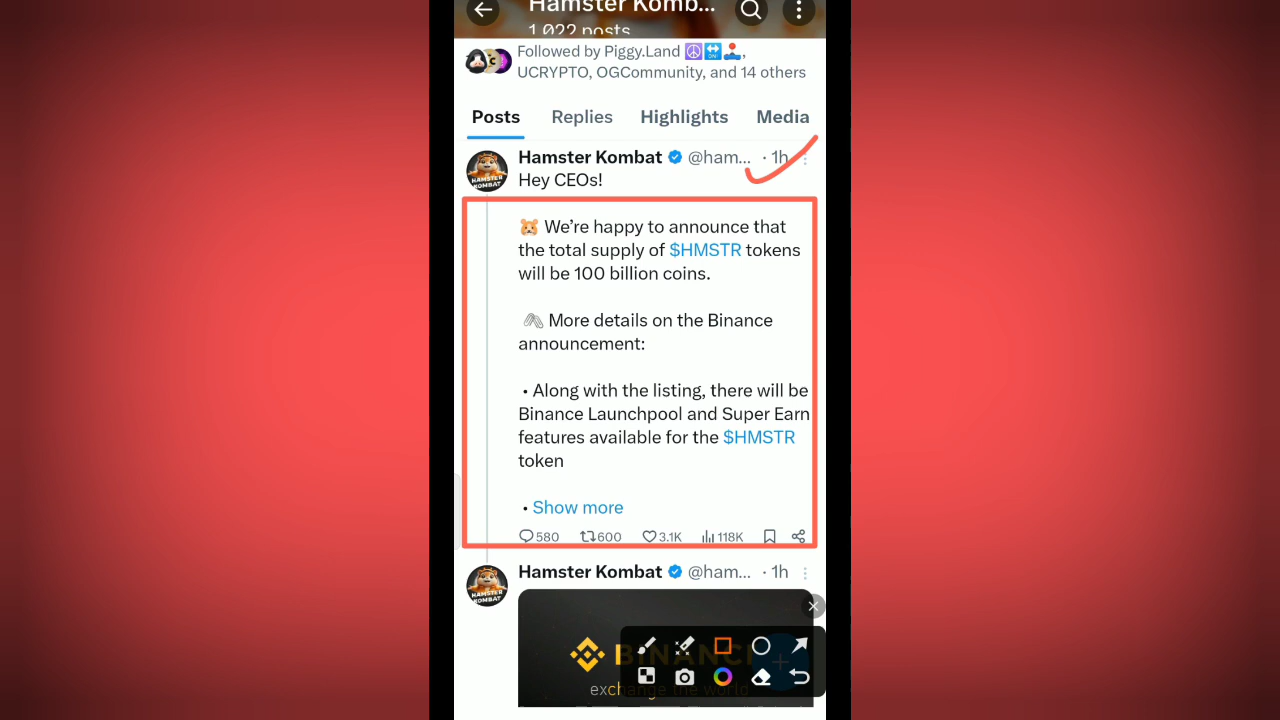 Hamster Komb...
1,022 posts
Followed by Piggy.Land ☮️🔛🕹️,
UCRYPTO, OGCommunity, and 14 others
Posts Replies Highlights Media
Hamster Kombat @ham... · 1h
Hey CEOs!
🐹 We’re happy to announce that
the total supply of $HMSTR tokens
will be 100 billion coins.
🖇️ More details on the Binance
announcement:
• Along with the listing, there will be
Binance Launchpool and Super Earn
features available for the $HMSTR
token
• Show more
580 600 3.1K 118K
Hamster Kombat @ham... · 1h
HAMSTER
KOMBAT
BINANCE
exchange the world